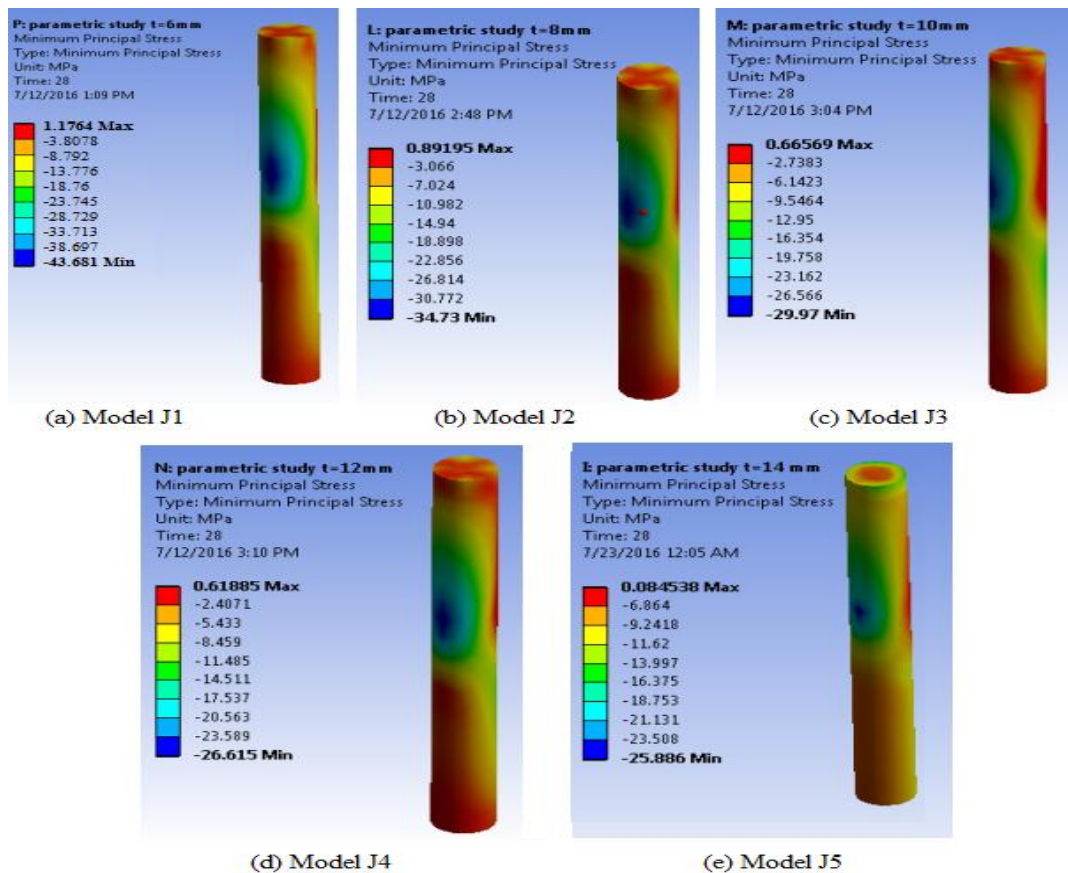 P: parametric study t=6mm
Minimum Principal Stress
Type: Minimum Principal Stress
Unit: MPa
Time: 28
7/12/2016 1:09 PM
1.1764 Max
-3.8078
-8.792
-13.776
-18.76
-23.745
-28.729
-33.713
-38.697
-43.681 Min
(a) Model J1
L: parametric study t=8mm
Minimum Principal Stress
Type: Minimum Principal Stress
Unit: MPa
Time: 28
7/12/2016 2:48 PM
0.89195 Max
-3.066
-7.024
-10.982
-14.94
-18.898
-22.856
-26.814
-30.772
-34.73 Min
(b) Model J2
M: parametric study t=10mm
Minimum Principal Stress
Type: Minimum Principal Stress
Unit: MPa
Time: 28
7/12/2016 3:04 PM
0.66569 Max
-2.7383
-6.1423
-9.5464
-12.95
-16.354
-19.758
-23.162
-26.566
-29.97 Min
(c) Model J3
N: parametric study t=12mm
Minimum Principal Stress
Type: Minimum Principal Stress
Unit: MPa
Time: 28
7/12/2016 3:10 PM
0.61885 Max
-2.4071
-5.433
-8.459
-11.485
-14.511
-17.537
-20.563
-23.589
-26.615 Min
(d) Model J4
I: parametric study t=14 mm
Minimum Principal Stress
Type: Minimum Principal Stress
Unit: MPa
Time: 28
7/23/2016 12:05 AM
0.084538 Max
-6.864
-9.2418
-11.62
-13.997
-16.375
-18.753
-21.131
-23.508
-25.886 Min
(e) Model J5